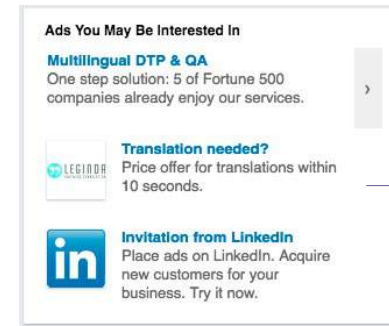 Ads You May Be Interested In
Multilingual DTP & QA
One step solution: 5 of Fortune 500
companies already enjoy our services.
Translation needed?
LEGINDA
Price offer for translations within
10 seconds.
Invitation from LinkedIn
in
Place ads on LinkedIn. Acquire
new customers for your
business. Try it now.